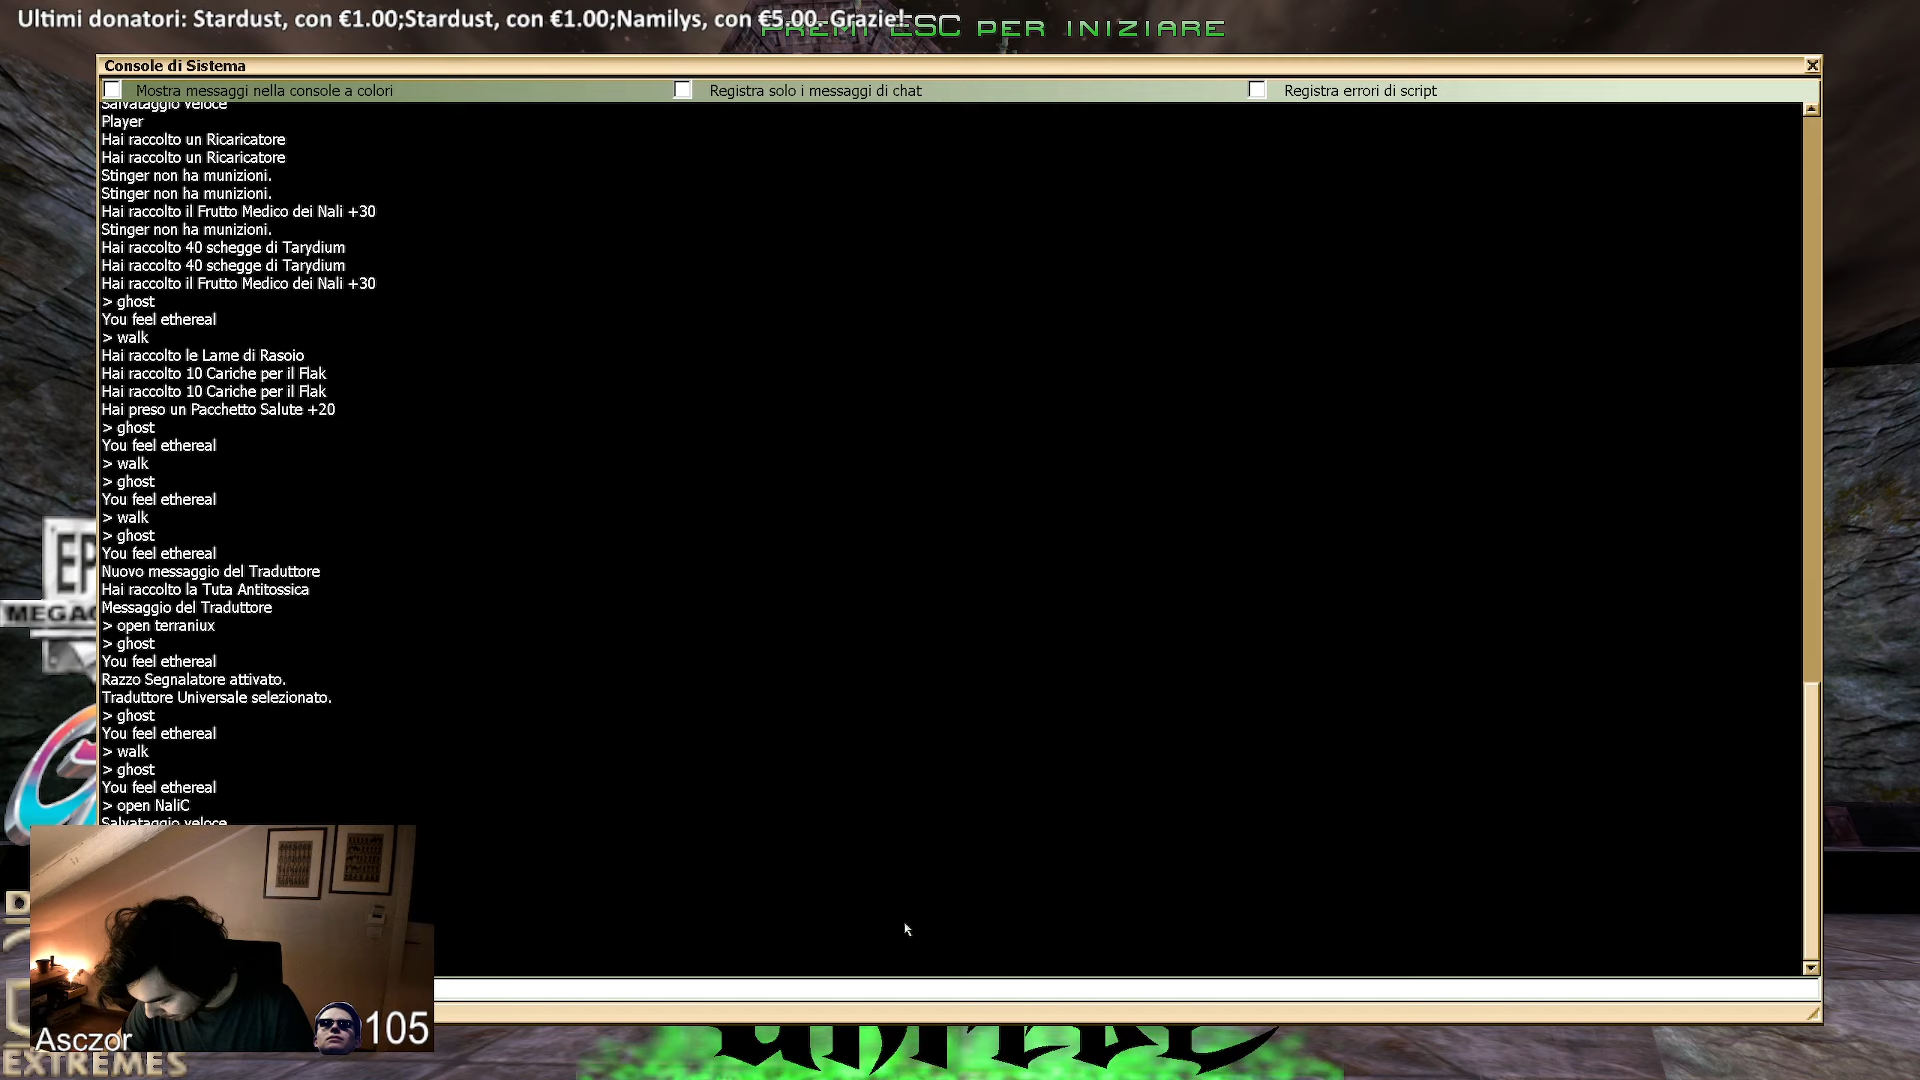 Ultimi donatori: Stardust, con €1.00;Stardust, con €1.00;Namilys, con €5.00. Grazie!
PREMI ESC PER INIZIARE
Console di Sistema
Mostra messaggi nella console a colori
Registra solo i messaggi di chat
Registra errori di script
Salvataggio veloce
Player
Hai raccolto un Ricaricatore
Hai raccolto un Ricaricatore
Stinger non ha munizioni.
Stinger non ha munizioni.
Hai raccolto il Frutto Medico dei Nali +30
Stinger non ha munizioni.
Hai raccolto 40 schegge di Tarydium
Hai raccolto 40 schegge di Tarydium
Hai raccolto il Frutto Medico dei Nali +30
> ghost
You feel ethereal
> walk
Hai raccolto le Lame di Rasoio
Hai raccolto 10 Cariche per il Flak
Hai raccolto 10 Cariche per il Flak
Hai preso un Pacchetto Salute +20
> ghost
You feel ethereal
> walk
> ghost
You feel ethereal
> walk
> ghost
You feel ethereal
Nuovo messaggio del Traduttore
Hai raccolto la Tuta Antitossica
Messaggio del Traduttore
> open terraniux
> ghost
You feel ethereal
Razzo Segnalatore attivato.
Traduttore Universale selezionato.
> ghost
You feel ethereal
> walk
> ghost
You feel ethereal
> open NaliC
Salvataggio veloce
105
Asczor
EXTREMES